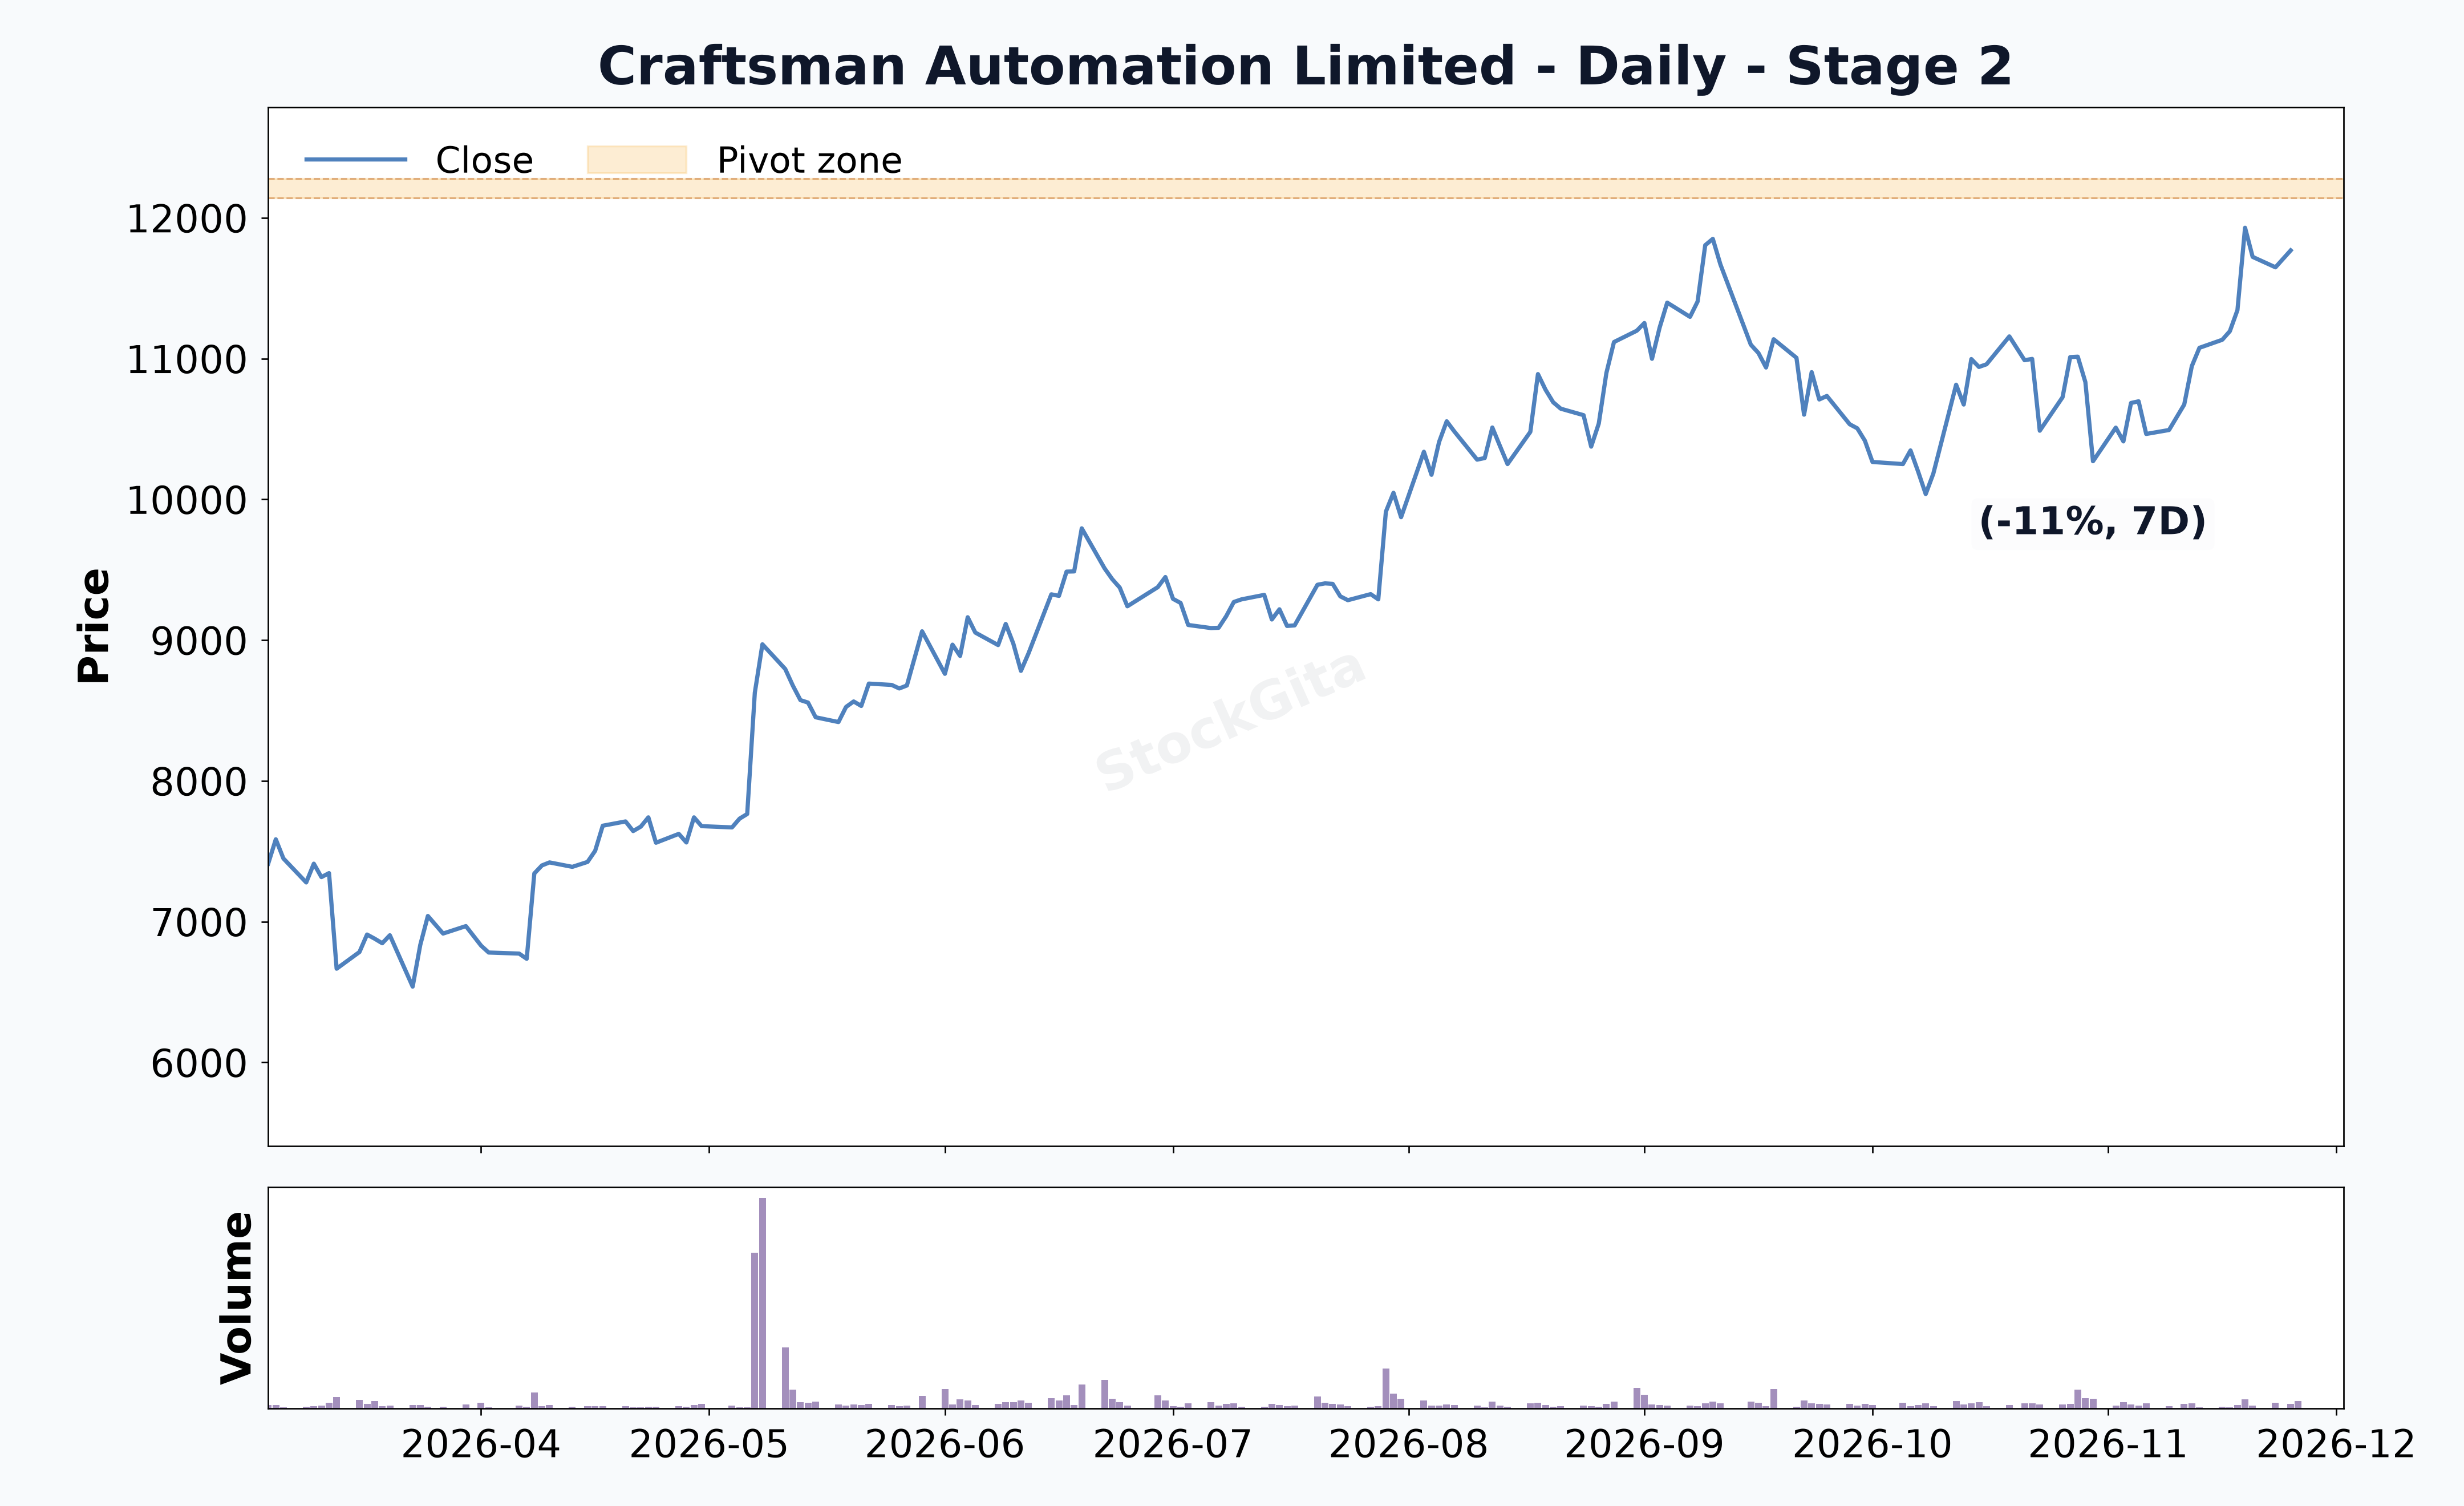 Craftsman Automation Limited - Daily - Stage 2
Close
Pivot zone
12000
11000
10000
9000
8000
7000
6000
Price
(-11%, 7D)
StockGita
Volume
2026-04
2026-05
2026-06
2026-07
2026-08
2026-09
2026-10
2026-11
2026-12